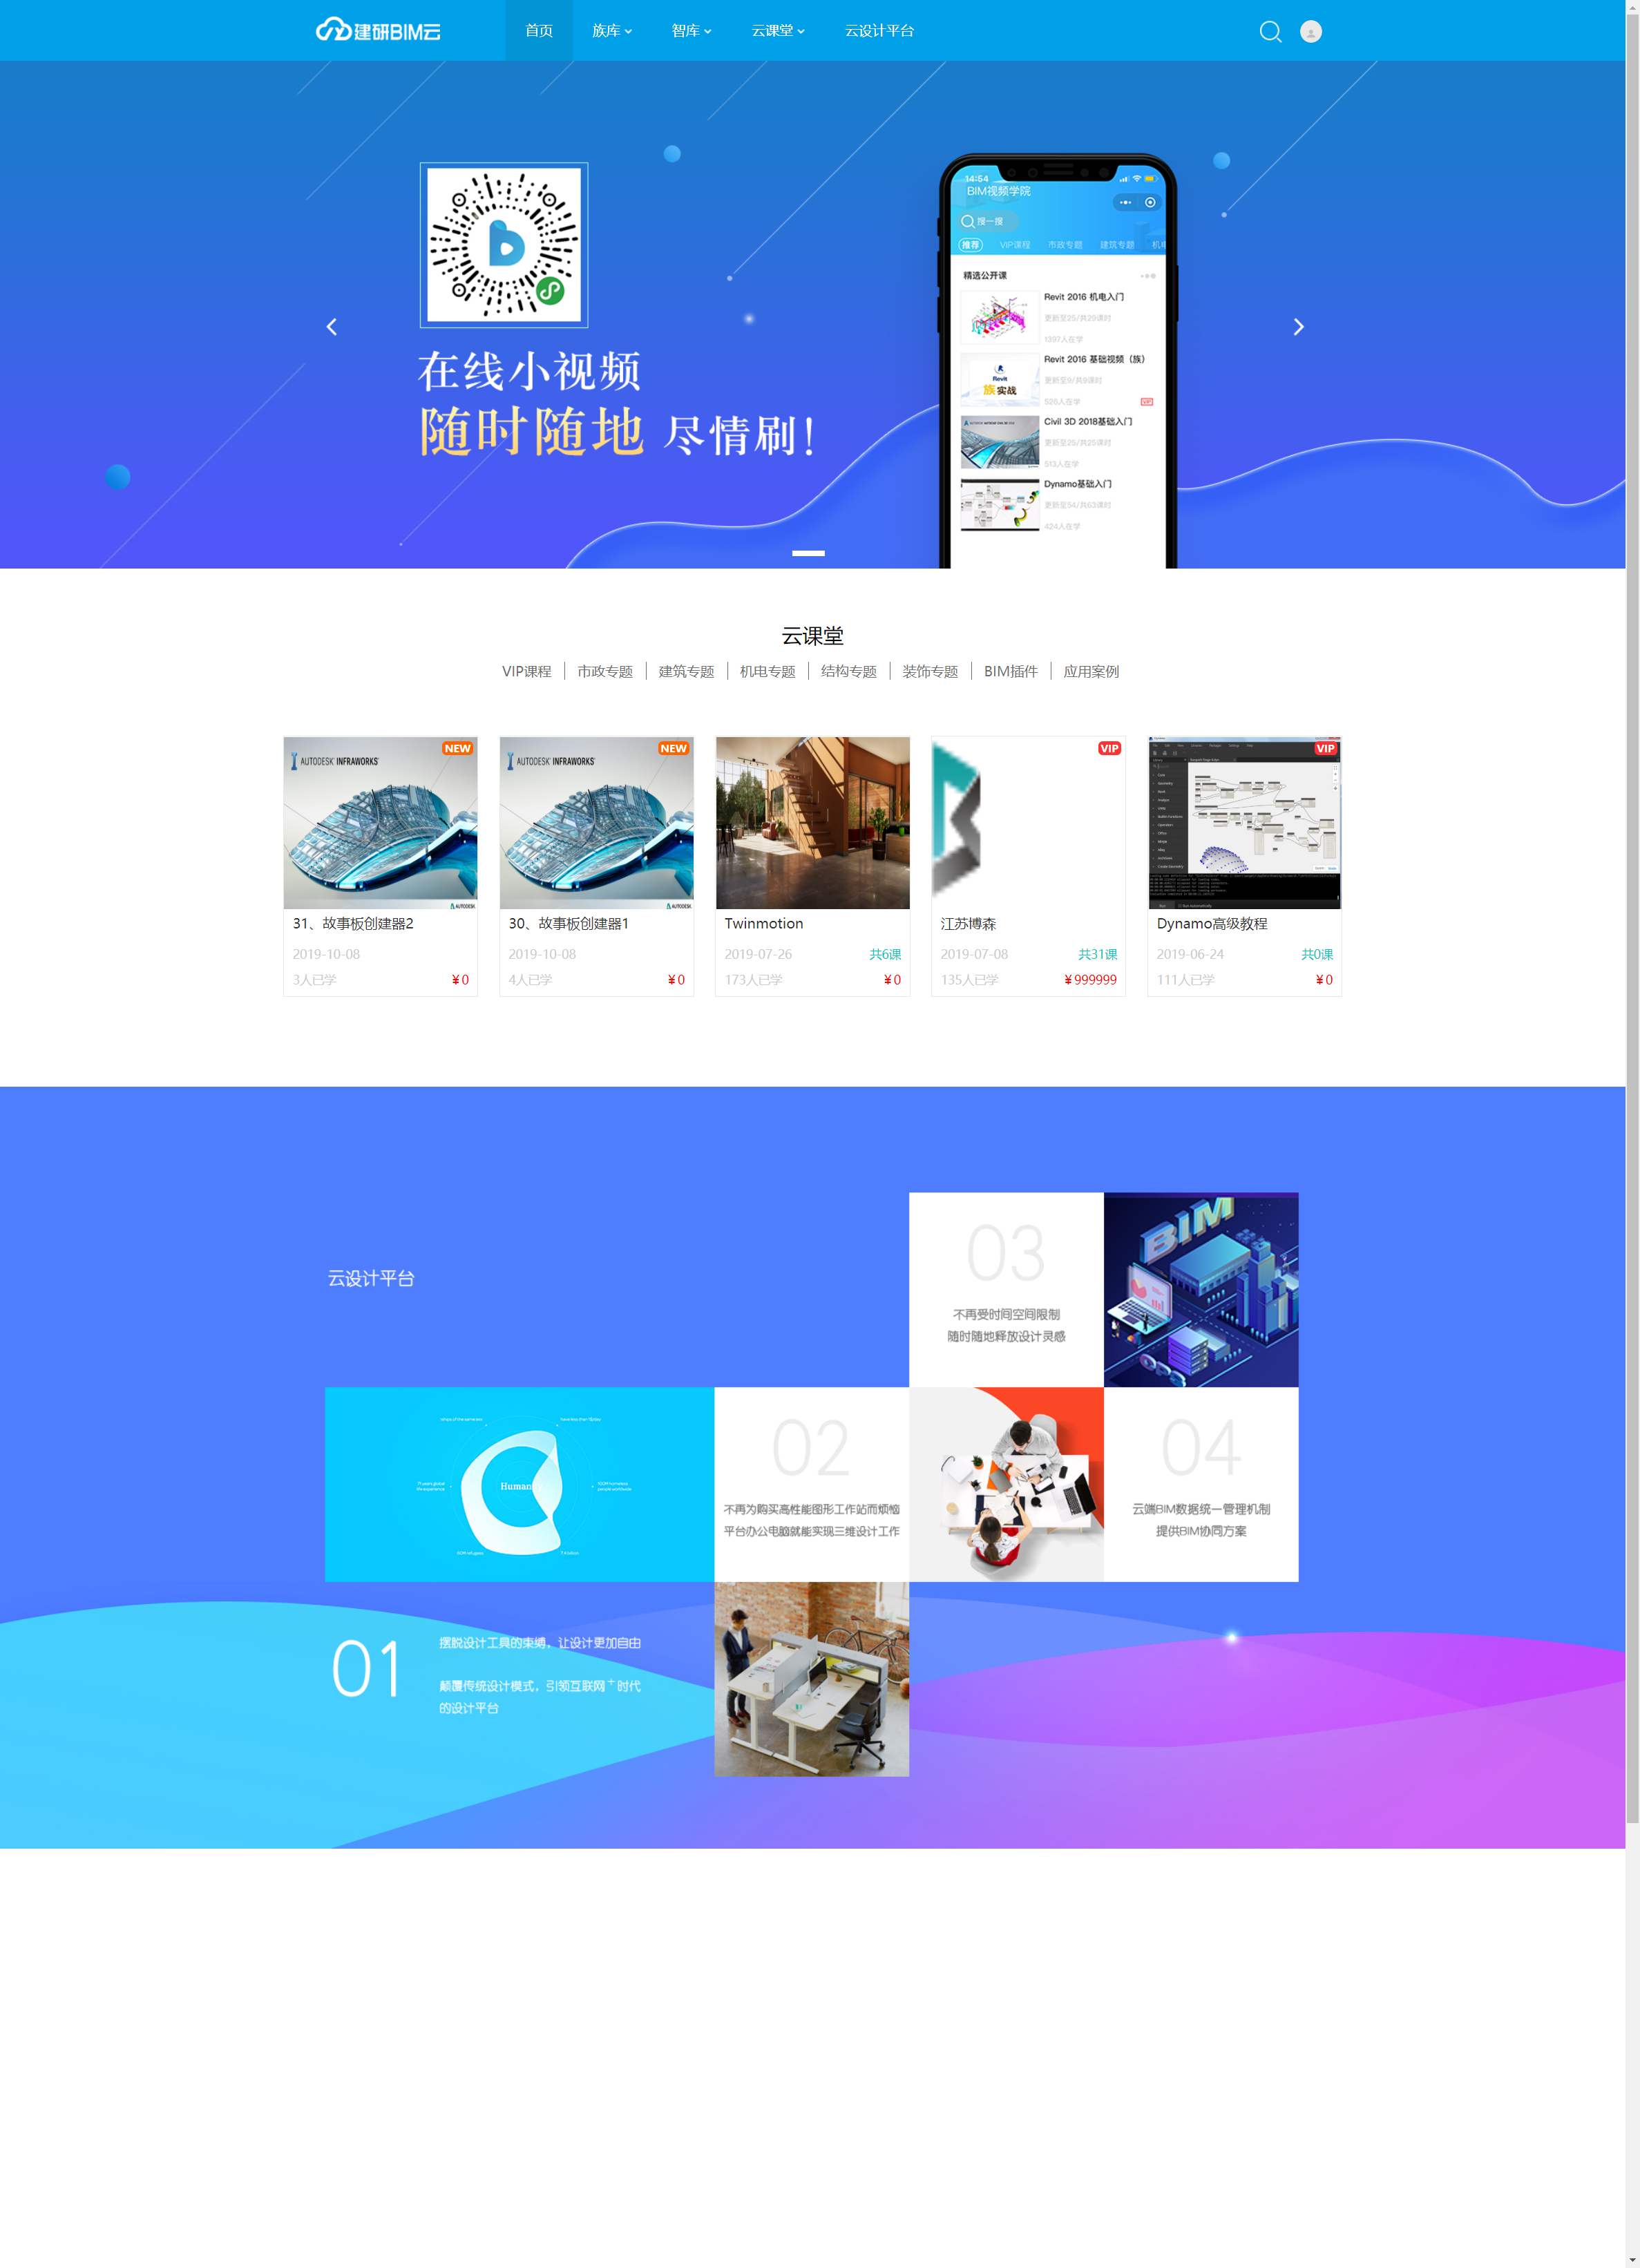 建研BIM云
首页
族库
智库
云课堂
云设计平台
在线小视频
随时随地 尽情刷！
14:54
BIM视频学院
搜一搜
推荐 VIP课程 市政专题 建筑专题 机电
精选公开课
Revit 2016 机电入门
更新至25/共29课时
1397人在学
Revit 2016 基础视频（族）
更新至9/共9课时
526人在学
VIP
Revit
族 实战
Civil 3D 2018基础入门
更新至25/共25课时
513人在学
Dynamo基础入门
更新至54/共63课时
424人在学
云课堂
VIP课程 市政专题 建筑专题 机电专题 结构专题 装饰专题 BIM插件 应用案例
NEW
AUTODESK INFRAWORKS
AUTODESK
31、故事板创建器2
2019-10-08
3人已学 ￥0
NEW
AUTODESK INFRAWORKS
AUTODESK
30、故事板创建器1
2019-10-08
4人已学 ￥0
Twinmotion
2019-07-26 共6课
173人已学 ￥0
VIP
江苏博森
2019-07-08 共31课
135人已学 ￥999999
VIP
Dynamo高级教程
2019-06-24 共0课
111人已学 ￥0
云设计平台
03
不再受时间空间限制
随时随地释放设计灵感
BIM
Human
02
不再为购买高性能图形工作站而烦恼
平台办公电脑就能实现三维设计工作
04
云端BIM数据统一管理机制
提供BIM协同方案
01
摆脱设计工具的束缚，让设计更加自由
颠覆传统设计模式，引领互联网+时代
的设计平台